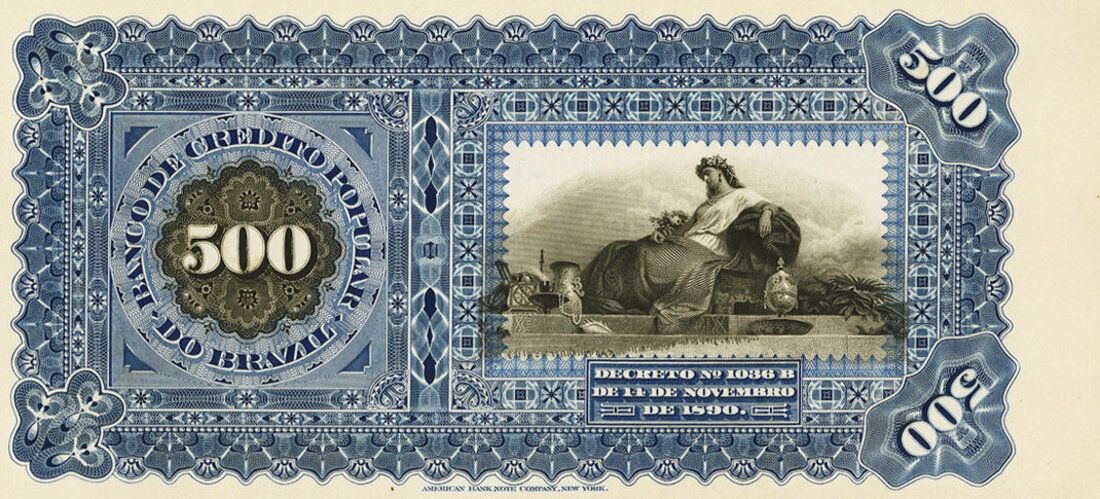 BANCO DE CREDITO POPULAR
- DO BRAZIL -
500
500
DECRETO Nº 1036 B
DE 14 DE NOVEMBRO
DE 1890.
500
AMERICAN BANK NOTE COMPANY, NEW YORK.